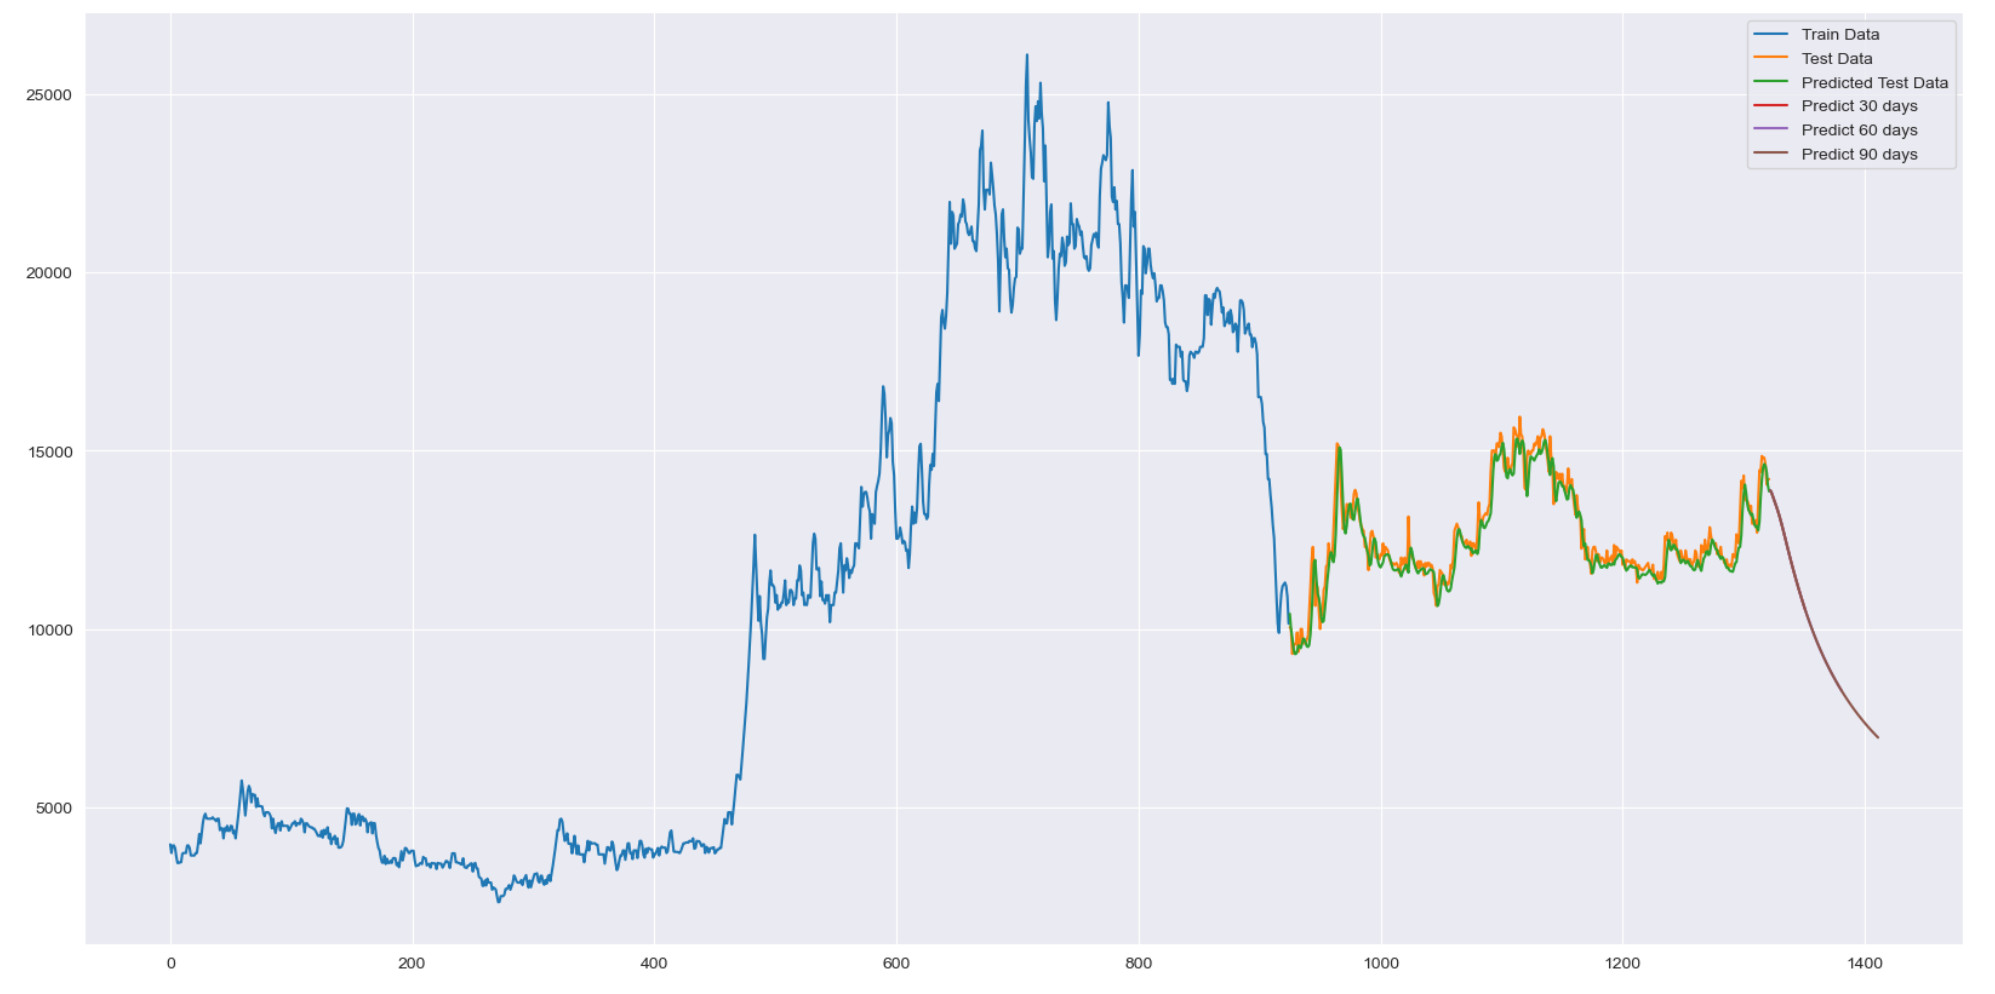 Train Data
Test Data
Predicted Test Data
Predict 30 days
Predict 60 days
Predict 90 days
25000
20000
15000
10000
5000
0 200 400 600 800 1000 1200 1400